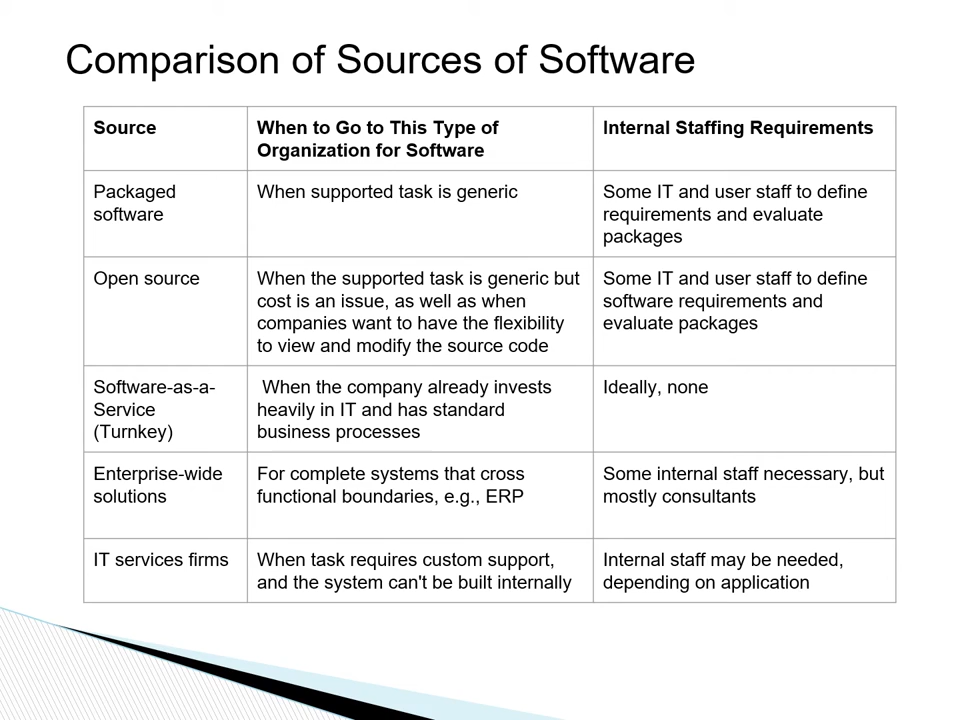 Comparison of Sources of Software
Source
When to Go to This Type of
Organization for Software
Internal Staffing Requirements
Packaged
software
When supported task is generic
Some IT and user staff to define
requirements and evaluate
packages
Open source
When the supported task is generic but
cost is an issue, as well as when
companies want to have the flexibility
to view and modify the source code
Some IT and user staff to define
software requirements and
evaluate packages
Software-as-a-
Service
(Turnkey)
When the company already invests
heavily in IT and has standard
business processes
Ideally, none
Enterprise-wide
solutions
For complete systems that cross
functional boundaries, e.g., ERP
Some internal staff necessary, but
mostly consultants
IT services firms
When task requires custom support,
and the system can't be built internally
Internal staff may be needed,
depending on application